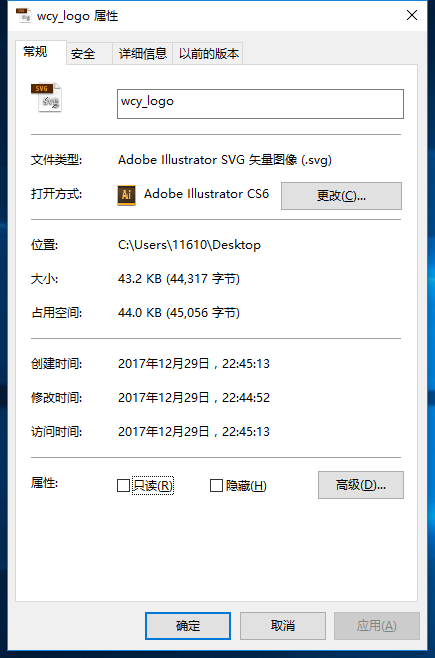 wcy_logo 属性
常规 安全 详细信息 以前的版本
SVG
wcy_logo
文件类型: Adobe Illustrator SVG 矢量图像 (.svg)
打开方式: Ai Adobe Illustrator CS6 更改(C)...
位置: C:\Users\11610\Desktop
大小: 43.2 KB (44,317 字节)
占用空间: 44.0 KB (45,056 字节)
创建时间: 2017年12月29日，22:45:13
修改时间: 2017年12月29日，22:44:52
访问时间: 2017年12月29日，22:45:13
属性: 只读(R) 隐藏(H) 高级(D)...
确定 取消 应用(A)